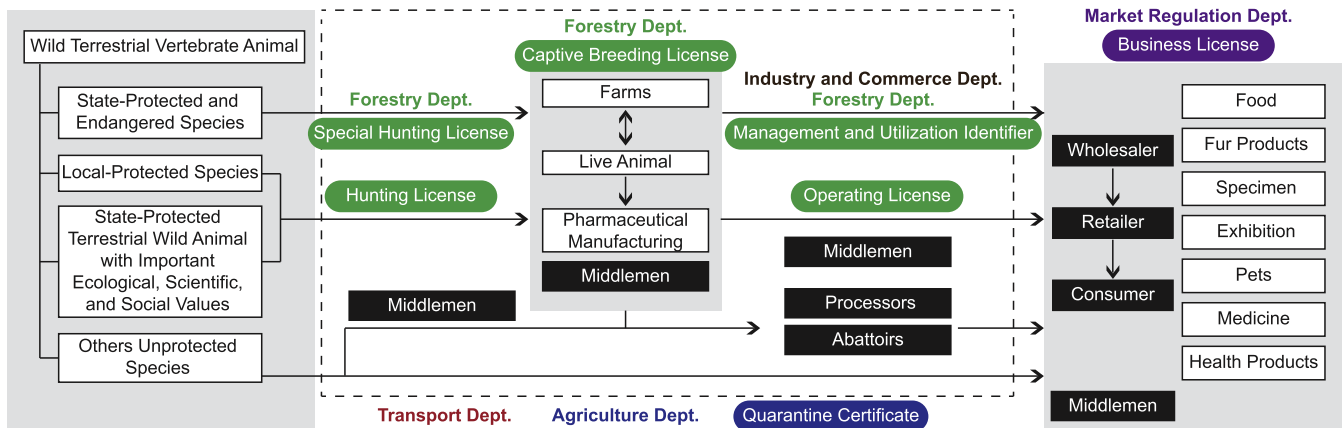 Wild Terrestrial Vertebrate Animal
State-Protected and
Endangered Species
Local-Protected Species
State-Protected
Terrestrial Wild Animal
with Important
Ecological, Scientific,
and Social Values
Others Unprotected
Species
Forestry Dept.
Special Hunting License
Hunting License
Middlemen
Forestry Dept.
Captive Breeding License
Farms
Live Animal
Pharmaceutical
Manufacturing
Middlemen
Industry and Commerce Dept.
Forestry Dept.
Management and Utilization Identifier
Operating License
Middlemen
Processors
Abattoirs
Transport Dept.
Agriculture Dept.
Quarantine Certificate
Market Regulation Dept.
Business License
Wholesaler
Retailer
Consumer
Middlemen
Food
Fur Products
Specimen
Exhibition
Pets
Medicine
Health Products